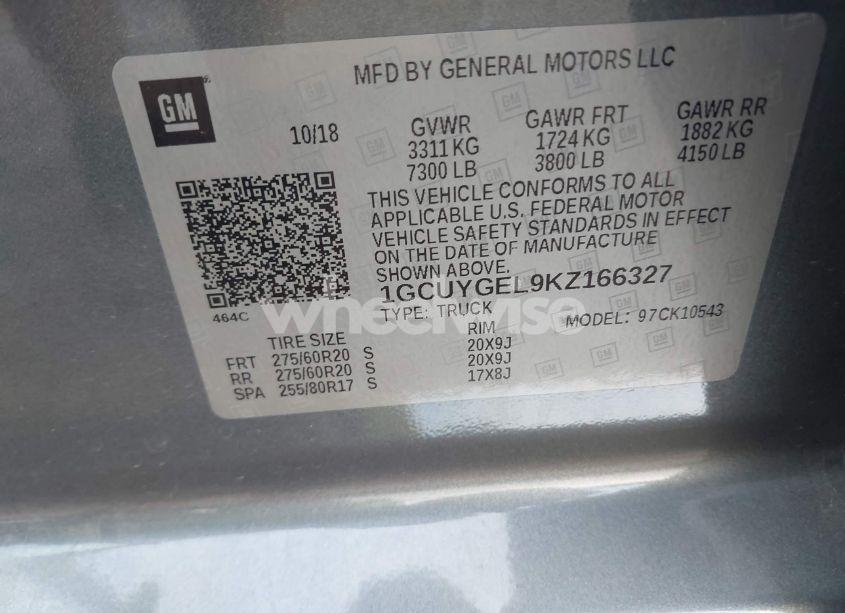 MFD BY GENERAL MOTORS LLC
GM
10/18
GVWR
3311 KG
7300 LB
GAWR FRT
1724 KG
3800 LB
GAWR RR
1882 KG
4150 LB
THIS VEHICLE CONFORMS TO ALL
APPLICABLE U.S. FEDERAL MOTOR
VEHICLE SAFETY STANDARDS IN EFFECT
ON THE DATE OF MANUFACTURE
SHOWN ABOVE.
1GCUYGEL9KZ166327
464C
TYPE: TRUCK
MODEL: 97CK10543
wheelwise
TIRE SIZE RIM
FRT 275/60R20 S 20X9J
RR 275/60R20 S 20X9J
SPA 255/80R17 S 17X8J